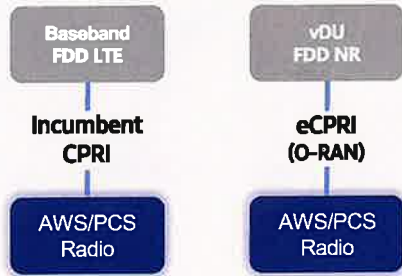 Baseband
FDD LTE
Incumbent
CPRI
AWS/PCS
Radio
vDU
FDD NR
eCPRI
(O-RAN)
AWS/PCS
Radio